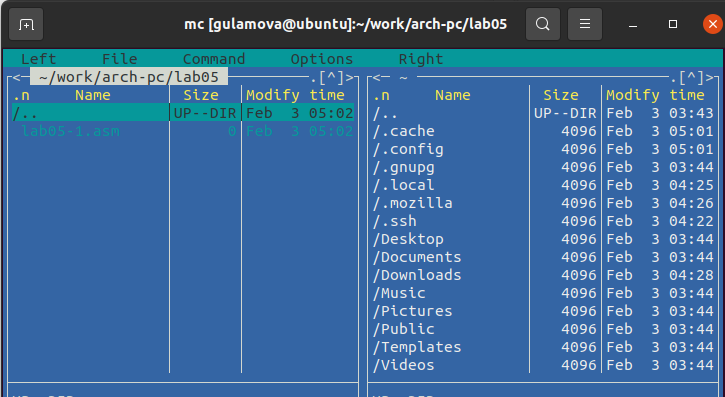 mc [gulamova@ubuntu]:~/work/arch-pc/lab05
Left File Command Options Right
<─ ~/work/arch-pc/lab05 ─.[^]>
.n Name Size Modify time
/.. UP--DIR Feb 3 05:02
lab05-1.asm 0 Feb 3 05:02
<─ ~ ─.[^]>
.n Name Size Modify time
/.. UP--DIR Feb 3 03:43
/.cache 4096 Feb 3 05:01
/.config 4096 Feb 3 05:01
/.gnupg 4096 Feb 3 03:44
/.local 4096 Feb 3 04:25
/.mozilla 4096 Feb 3 04:26
/.ssh 4096 Feb 3 04:22
/Desktop 4096 Feb 3 03:44
/Documents 4096 Feb 3 03:44
/Downloads 4096 Feb 3 04:28
/Music 4096 Feb 3 03:44
/Pictures 4096 Feb 3 03:44
/Public 4096 Feb 3 03:44
/Templates 4096 Feb 3 03:44
/Videos 4096 Feb 3 03:44